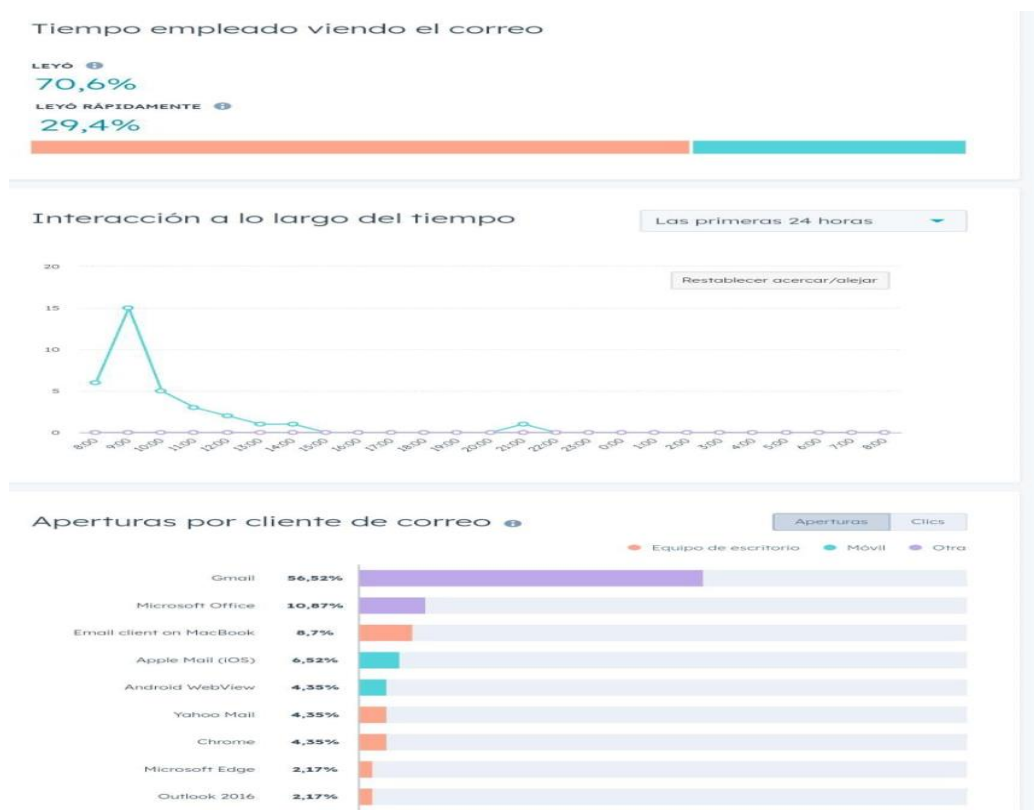 Tiempo empleado viendo el correo
LEYÓ
70,6%
LEYÓ RÁPIDAMENTE
29,4%
Interacción a lo largo del tiempo
Las primeras 24 horas
Restablecer acercar/alejar
20
15
10
5
0
8:00 9:00 10:00 11:00 12:00 13:00 14:00 15:00 16:00 17:00 18:00 19:00 20:00 21:00 22:00 23:00 0:00 1:00 2:00 3:00 4:00 5:00 6:00 7:00 8:00
Aperturas por cliente de correo
Aperturas Clics
Equipo de escritorio Móvil Otra
Gmail 56,52%
Microsoft Office 10,87%
Email client on MacBook 8,7%
Apple Mail (iOS) 6,52%
Android WebView 4,35%
Yahoo Mail 4,35%
Chrome 4,35%
Microsoft Edge 2,17%
Outlook 2016 2,17%